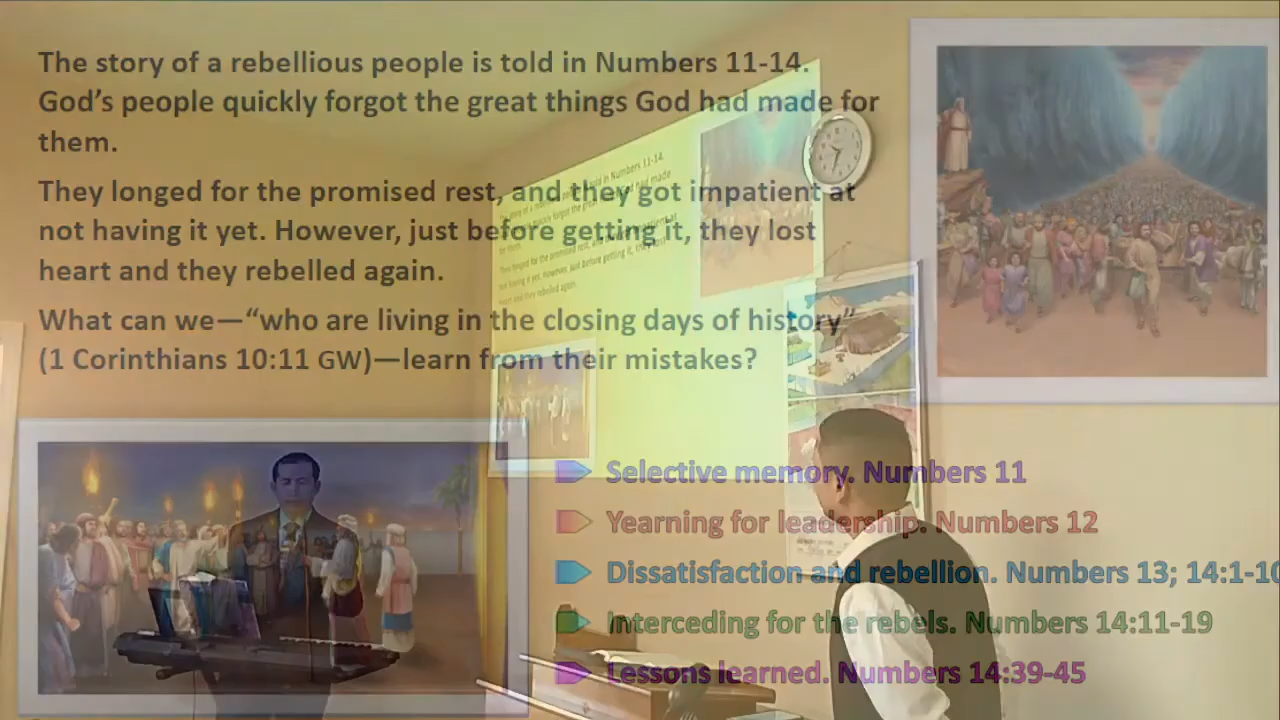 The story of a rebellious people is told in Numbers 11-14.
God's people quickly forgot the great things God had made for
them.
They longed for the promised rest, and they got impatient at
not having it yet. However, just before getting it, they lost
heart and they rebelled again.
What can we—“who are living in the closing days of history”
(1 Corinthians 10:11 GW)—learn from their mistakes?
Selective memory. Numbers 11
Yearning for leadership. Numbers 12
Dissatisfaction and rebellion. Numbers 13; 14:1-10
Interceding for the rebels. Numbers 14:11-19
Lessons learned. Numbers 14:39-45